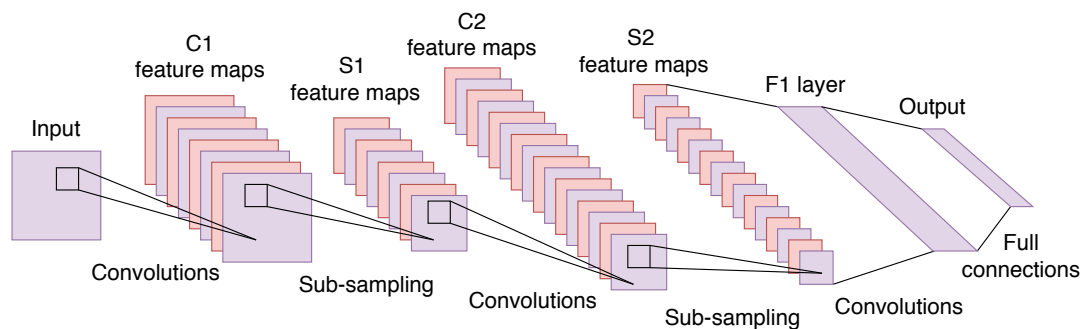 Input
C1
feature maps
S1
feature maps
C2
feature maps
S2
feature maps
F1 layer
Output
Convolutions
Sub-sampling
Convolutions
Sub-sampling
Convolutions
Full
connections